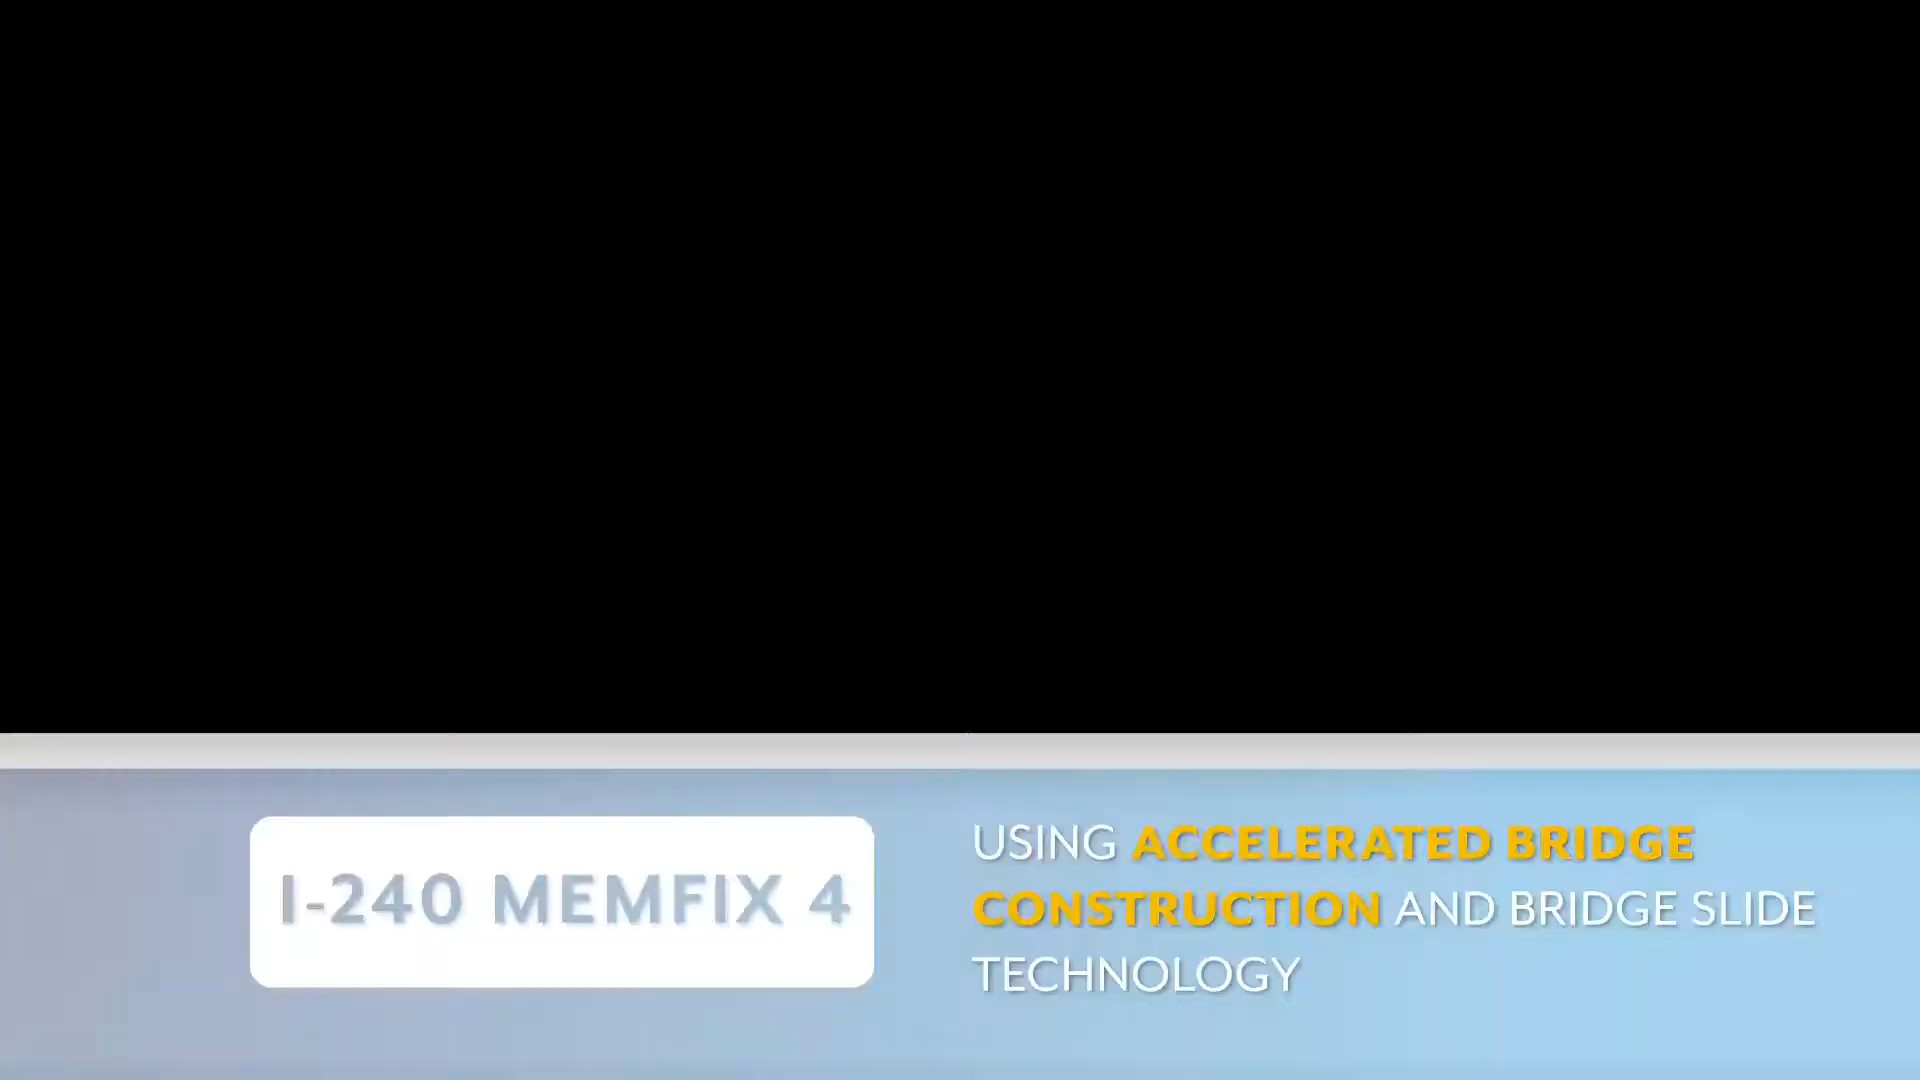 I-240 MEMFIX 4
USING ACCELERATED BRIDGE
CONSTRUCTION AND BRIDGE SLIDE
TECHNOLOGY